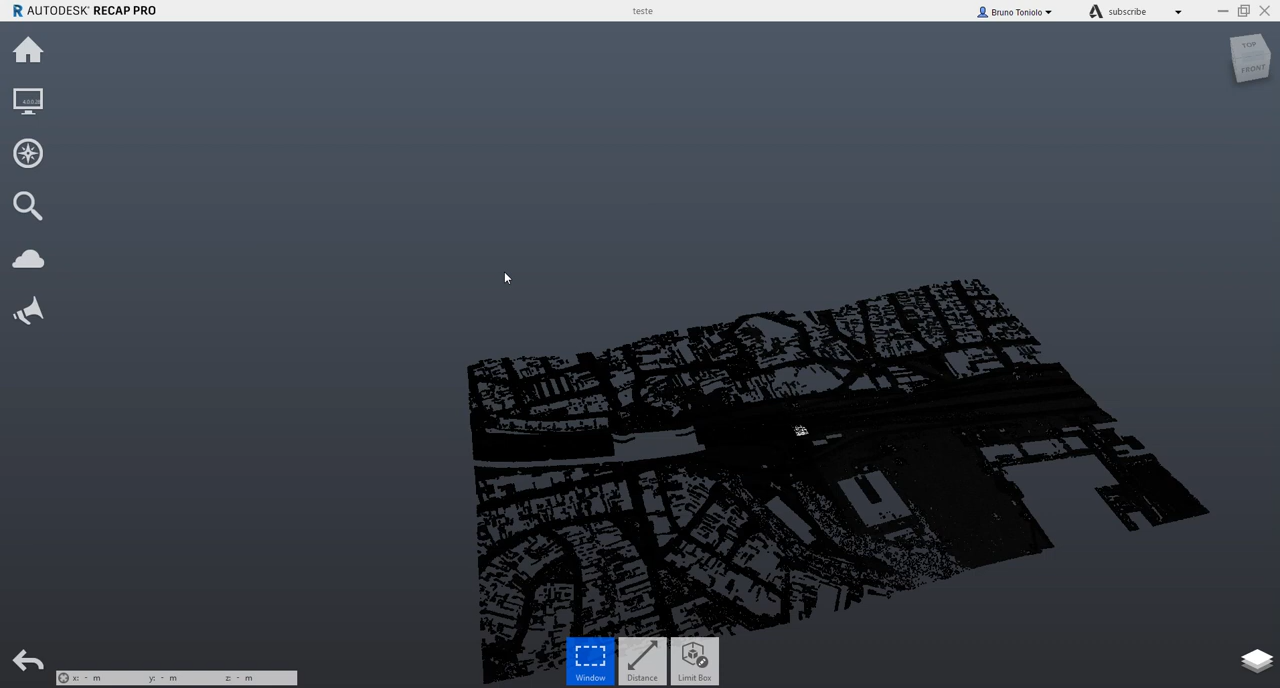 R AUTODESK® RECAP PRO
teste
Bruno Toniolo
subscribe
TOP
FRONT
x: - m y: - m z: - m
Window
Distance
Limit Box